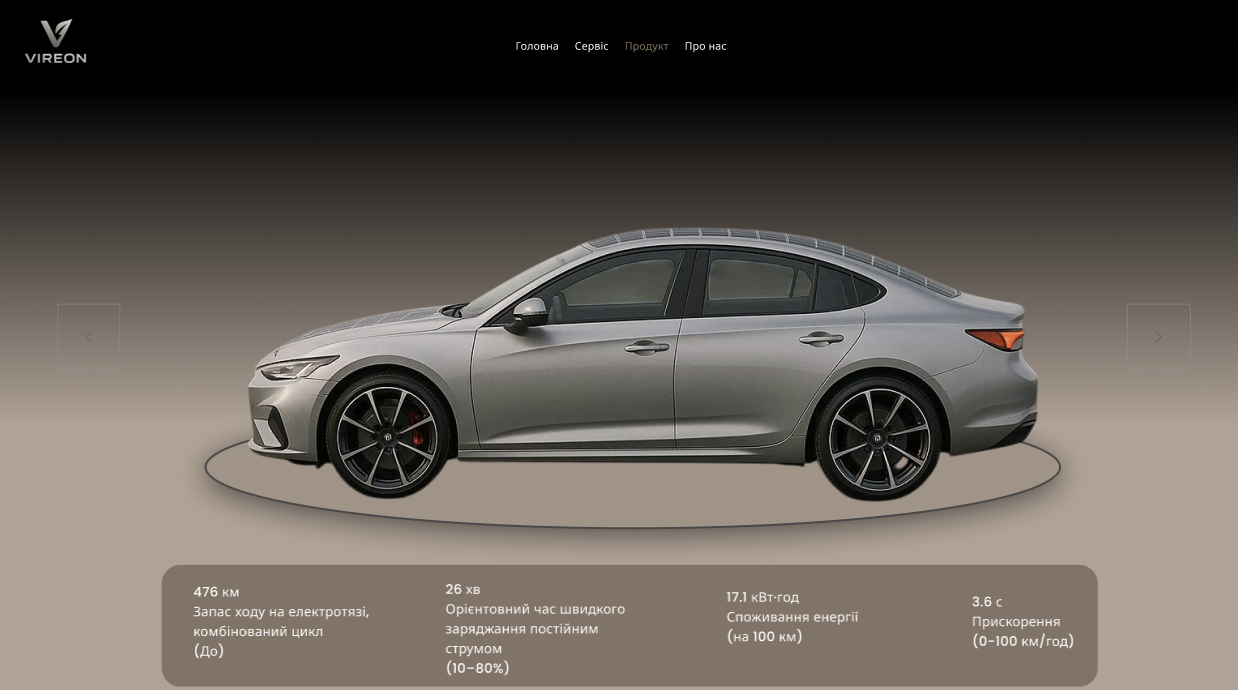 VIREON
Головна Сервіс Продукт Про нас
476 км
Запас ходу на електротязі,
комбінований цикл
(До)
26 хв
Орієнтовний час швидкого
заряджання постійним
струмом
(10–80%)
17.1 кВт·год
Споживання енергії
(на 100 км)
3.6 с
Прискорення
(0-100 км/год)